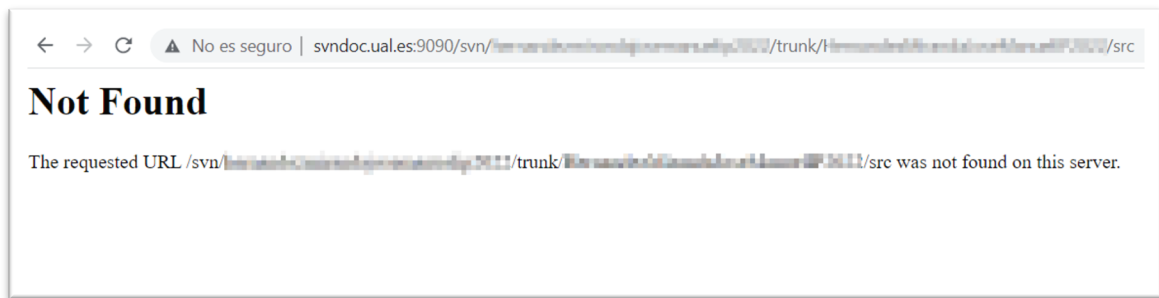 No es seguro | svndoc.ual.es:9090/svn/ /trunk/H /src
Not Found
The requested URL /svn/ /trunk/ /src was not found on this server.